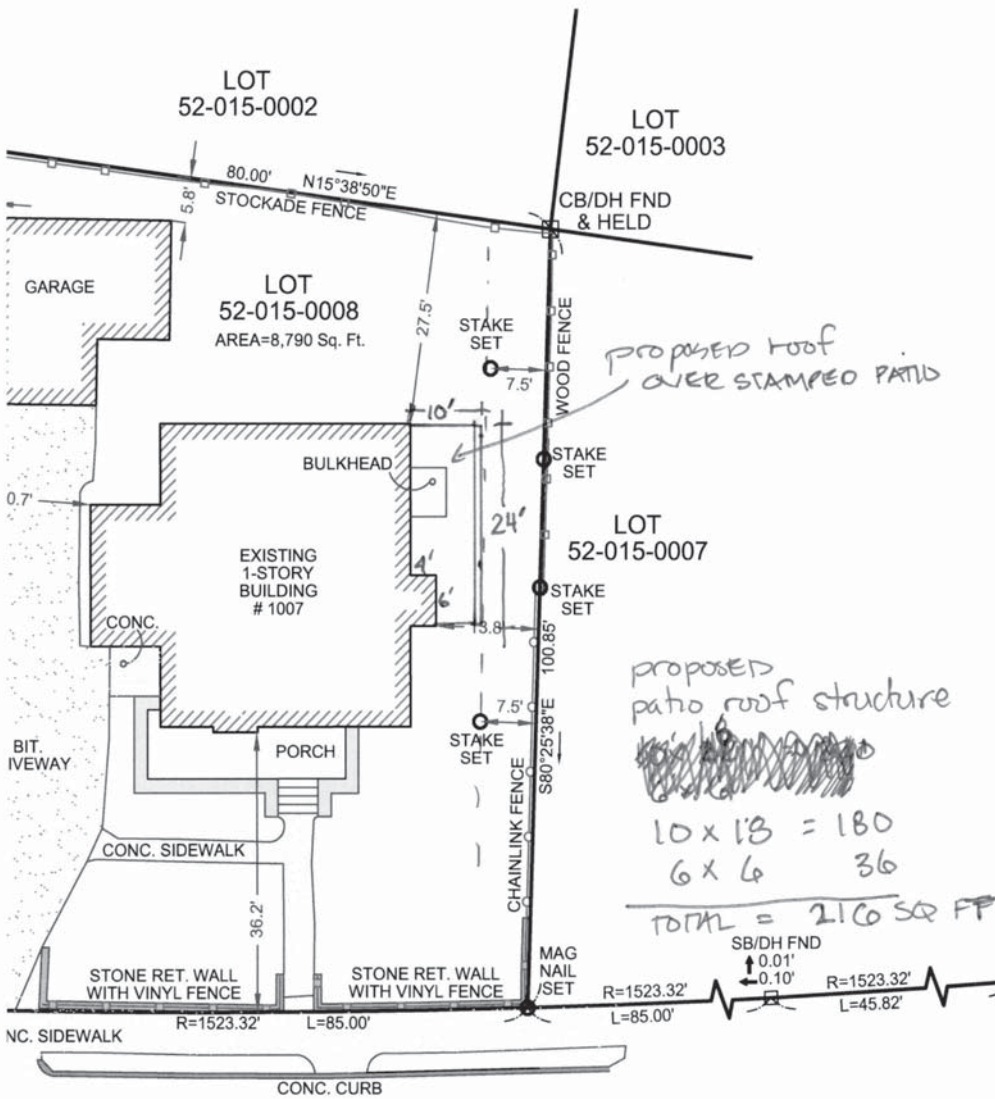 LOT
52-015-0002
LOT
52-015-0003
80.00'
N15°38'50"E
STOCKADE FENCE
5.8'
CB/DH FND
& HELD
GARAGE
LOT
52-015-0008
AREA=8,790 Sq. Ft.
27.5'
STAKE
SET
7.5'
WOOD FENCE
proposed roof
over stamped patio
10'
BULKHEAD
STAKE
SET
0.7'
24'
LOT
52-015-0007
EXISTING
1-STORY
BUILDING
# 1007
4'
6'
STAKE
SET
CONC.
3.8
100.85'
S80°25'38"E
proposed
patio roof structure
7.5'
STAKE
SET
BIT.
IVEWAY
PORCH
10 x 18 = 180
6 x 6 36
TOTAL = 216 SQ FT
CHAINLINK FENCE
CONC. SIDEWALK
36.2'
SB/DH FND
0.01'
0.10'
MAG
NAIL
SET
STONE RET. WALL
WITH VINYL FENCE
STONE RET. WALL
WITH VINYL FENCE
R=1523.32'
L=85.00'
R=1523.32'
L=85.00'
R=1523.32'
L=45.82'
NC. SIDEWALK
CONC. CURB